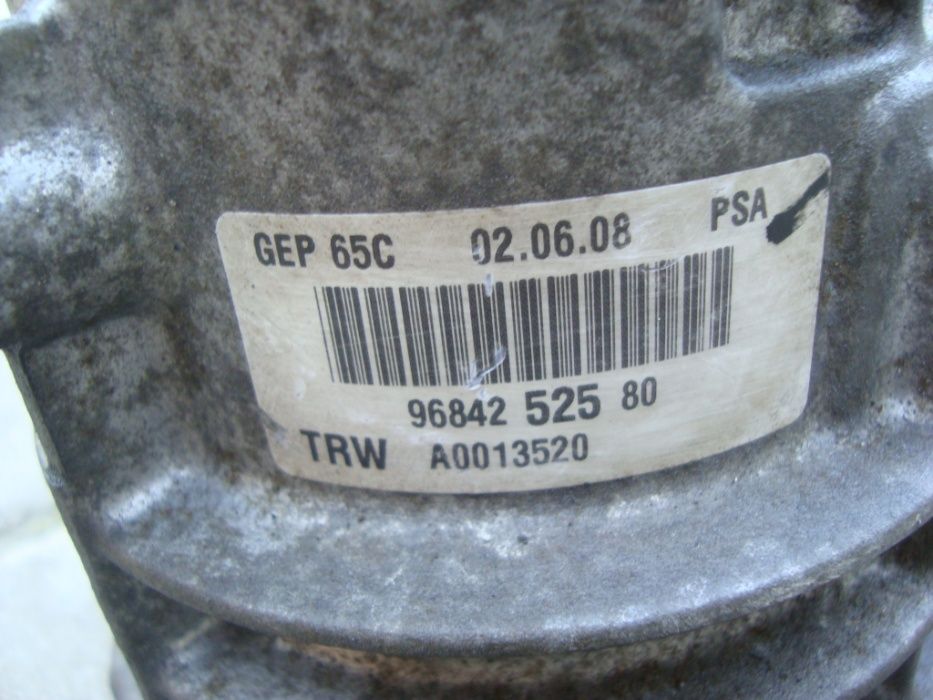 GEP 65C 02.06.08 PSA
96842 525 80
TRW A0013520